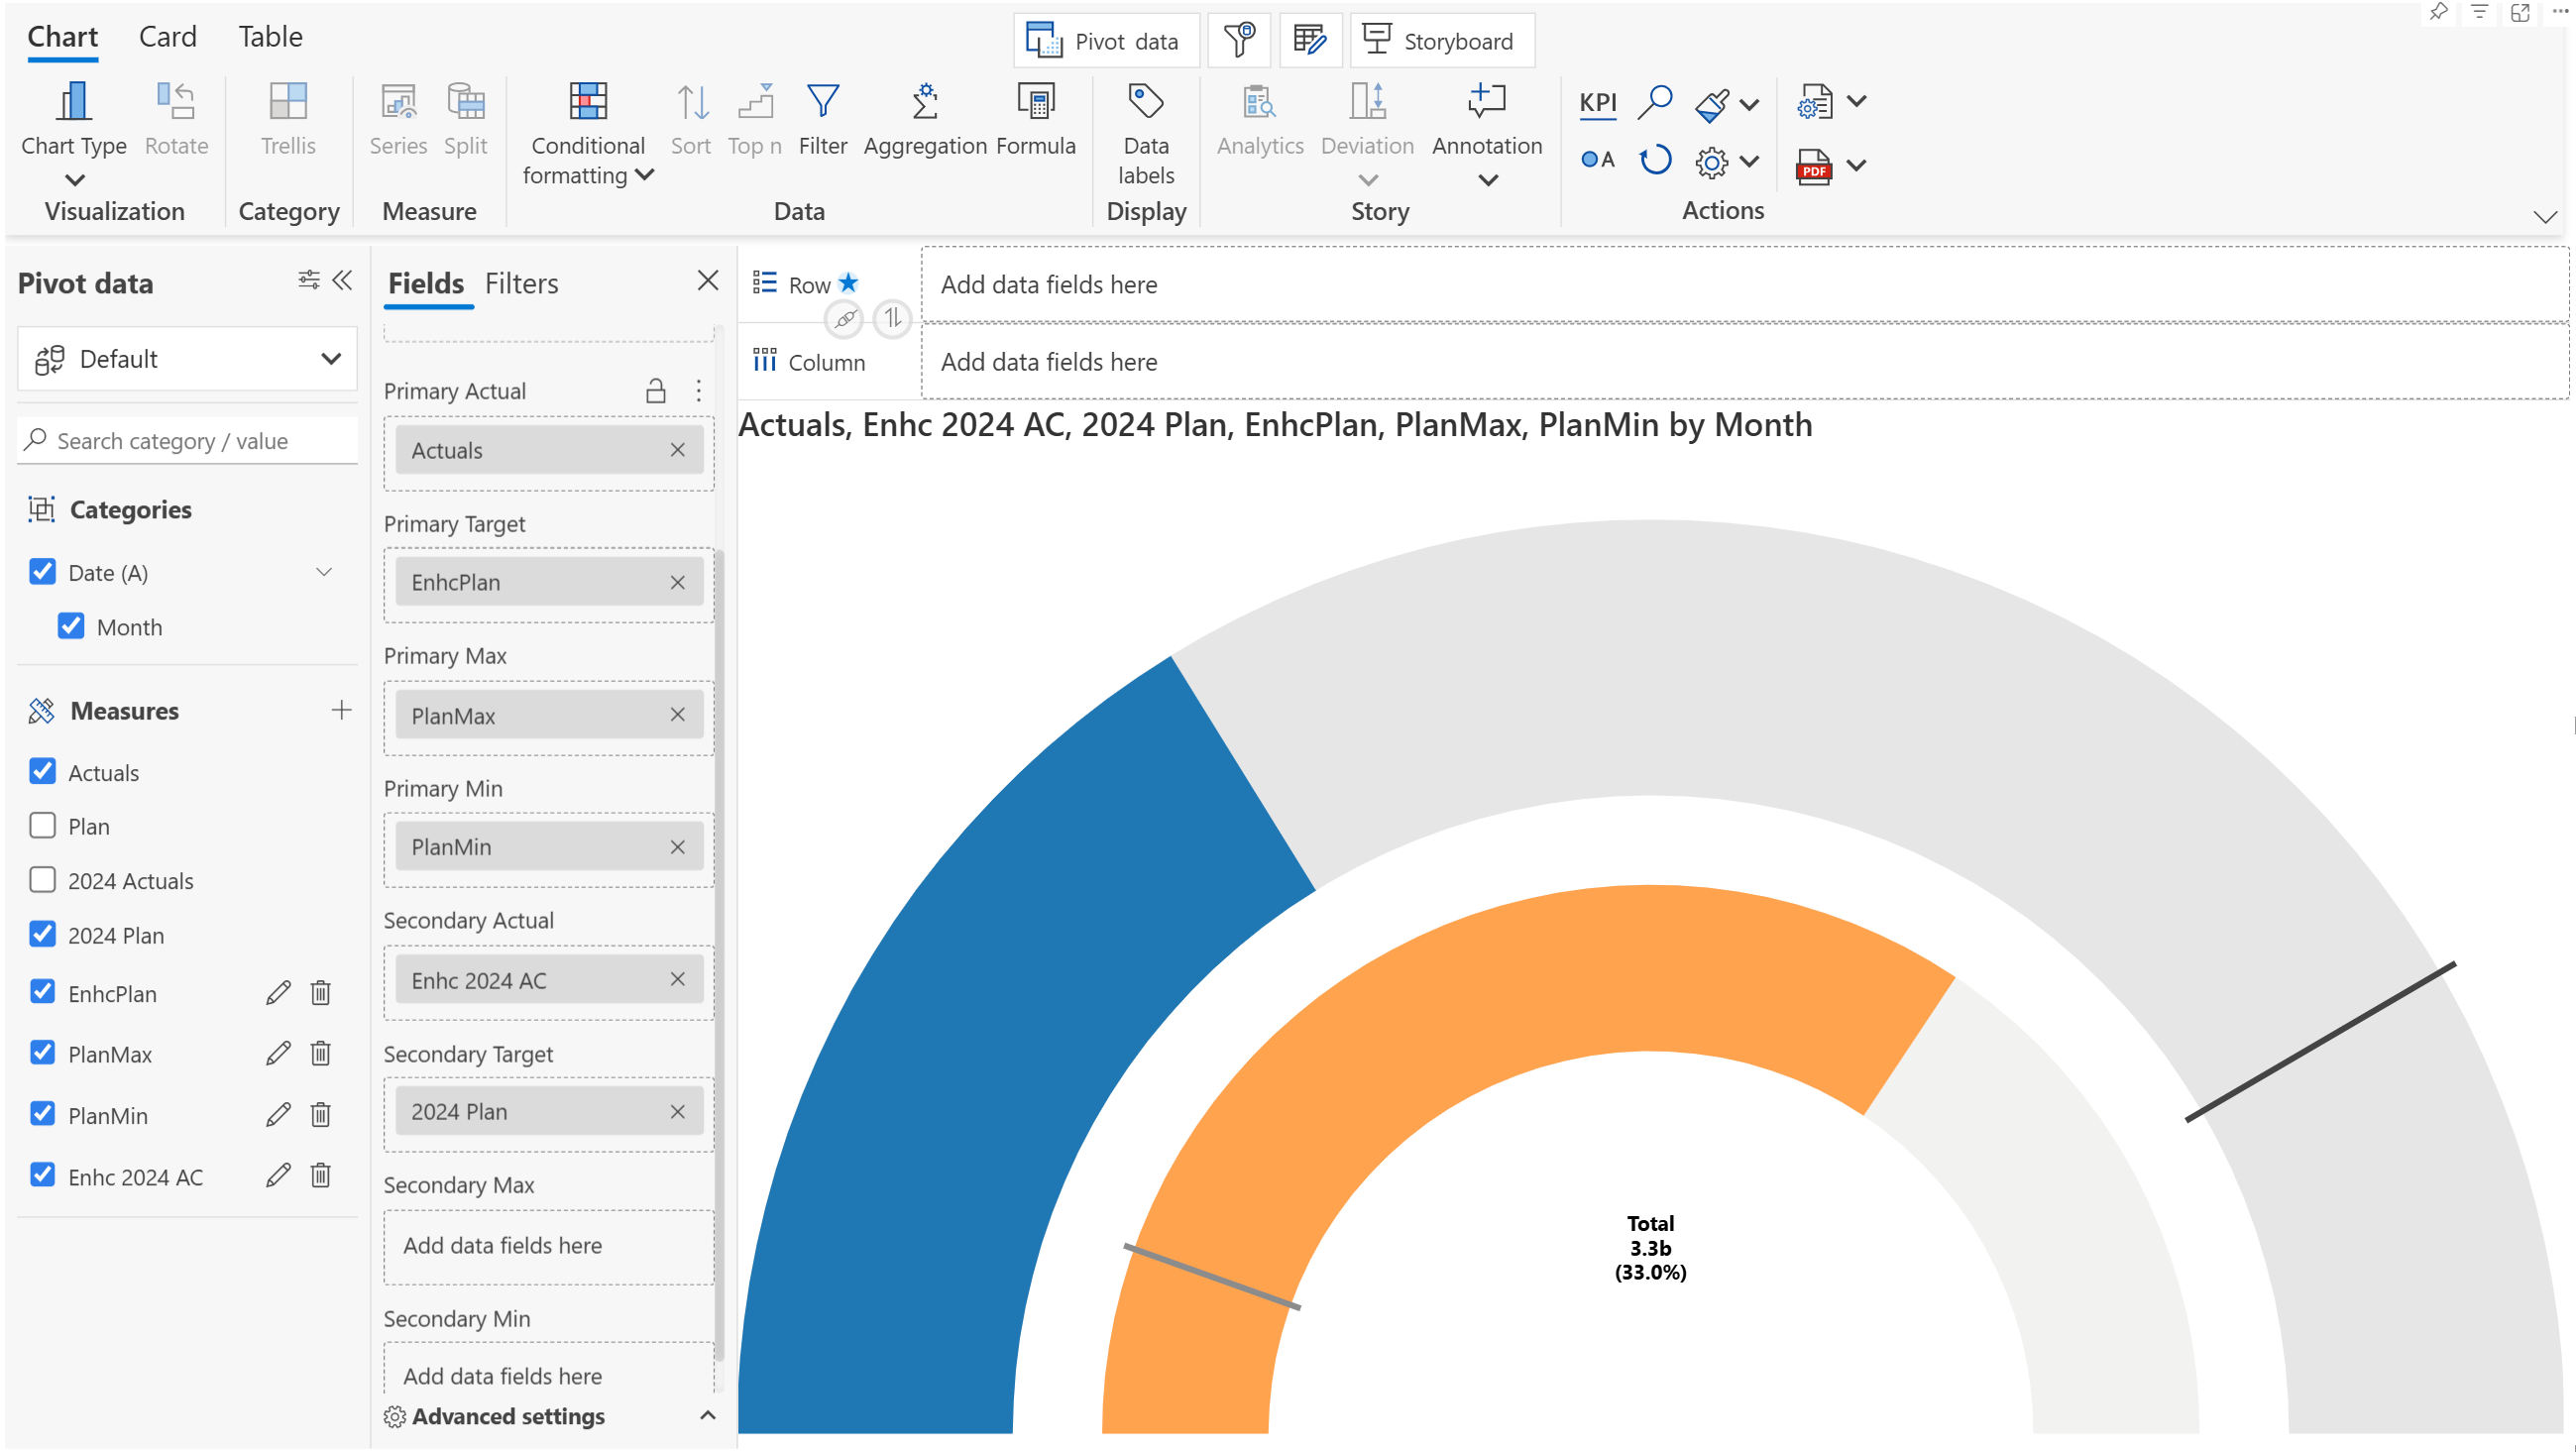 Chart Card Table
Pivot data
Storyboard
Chart Type
Rotate
Trellis
Series
Split
Conditional
formatting
Sort
Top n
Filter
Aggregation
Formula
Data
labels
Analytics
Deviation
Annotation
KPI
A
PDF
Visualization
Category
Measure
Data
Display
Story
Actions
Pivot data
Default
Search category / value
Categories
Date (A)
Month
Measures
Actuals
Plan
2024 Actuals
2024 Plan
EnhcPlan
PlanMax
PlanMin
Enhc 2024 AC
Fields Filters
Primary Actual
Actuals
Primary Target
EnhcPlan
Primary Max
PlanMax
Primary Min
PlanMin
Secondary Actual
Enhc 2024 AC
Secondary Target
2024 Plan
Secondary Max
Add data fields here
Secondary Min
Add data fields here
Advanced settings
Row
Add data fields here
Column
Add data fields here
Actuals, Enhc 2024 AC, 2024 Plan, EnhcPlan, PlanMax, PlanMin by Month
Total
3.3b
(33.0%)